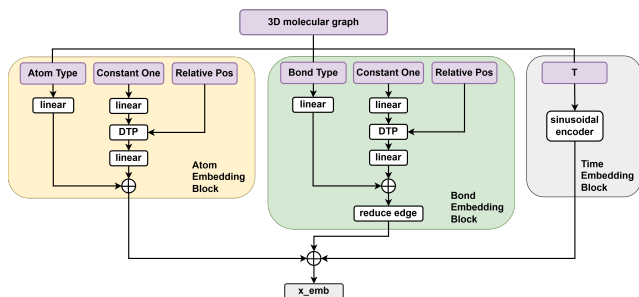 3D molecular graph
Atom Type
Constant One
Relative Pos
linear
linear
DTP
linear
Atom
Embedding
Block
Bond Type
Constant One
Relative Pos
linear
linear
DTP
linear
reduce edge
Bond
Embedding
Block
T
sinusoidal
encoder
Time
Embedding
Block
x_emb